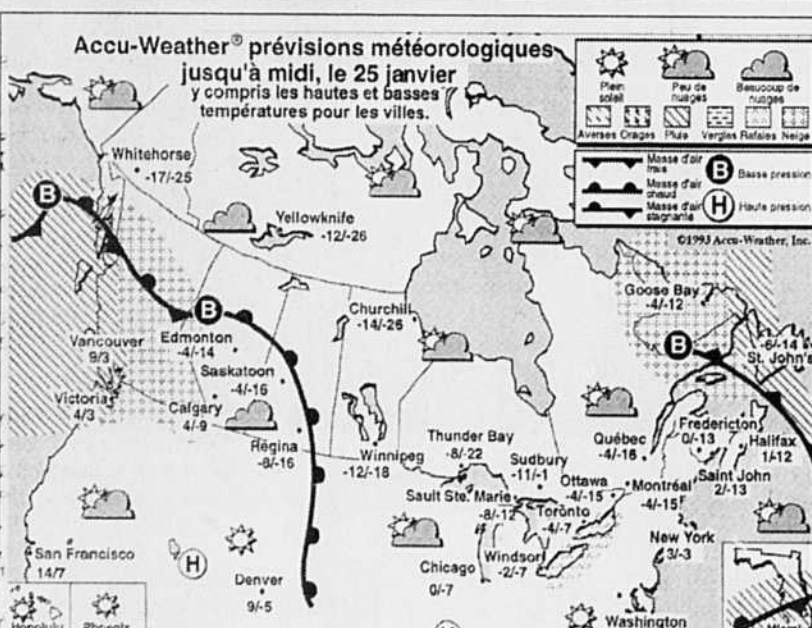 Accu-Weather® prévisions météorologiques
jusqu'à midi, le 25 janvier
y compris les hautes et basses
températures pour les villes.
Plein soleil
Peu de nuages
Beaucoup de nuages
Averses Orages Pluie Verglas Rafales Neige
Masse d'air frais
Masse d'air chaud
Masse d'air stagnante
B Basse pression
H Haute pression
©1993 Accu-Weather, Inc.
Whitehorse
-17/-25
B
Yellowknife
-12/-26
Goose Bay
-4/-12
B
Churchill
-14/-26
Vancouver
9/3
Edmonton
-4/-14
B
-6/-14
St. John's
Saskatoon
-4/-16
Victoria
4/3
Calgary
4/-9
Régina
-8/-16
Winnipeg
-12/-18
Thunder Bay
-8/-22
Sudbury
-11/-1
Québec
-4/-16
Fredericton
0/-13
Halifax
1/-12
Sault Ste. Marie
-8/-12
Ottawa
-4/-15
Montréal
-4/-15
Saint John
2/-13
Toronto
-4/-7
New York
3/-3
San Francisco
14/7
H
Chicago
0/-7
Windsor
-2/-7
Denver
9/-5
Honolulu
Phoenix
Washington
Miami